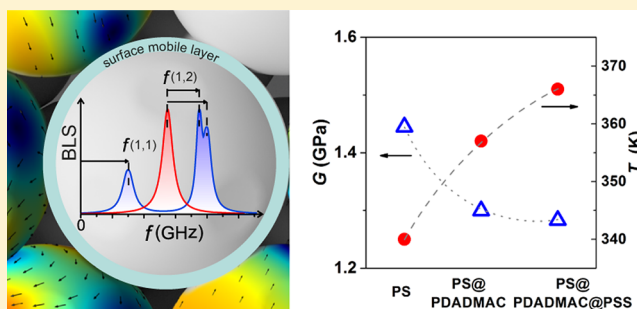 surface mobile layer
BLS
f(1,1)
f(1,2)
0
f(GHz)
G (GPa)
1.6
1.4
1.2
370
360
350
340
T (K)
PS
PS@
PDADMAC
PS@
PDADMAC@PSS